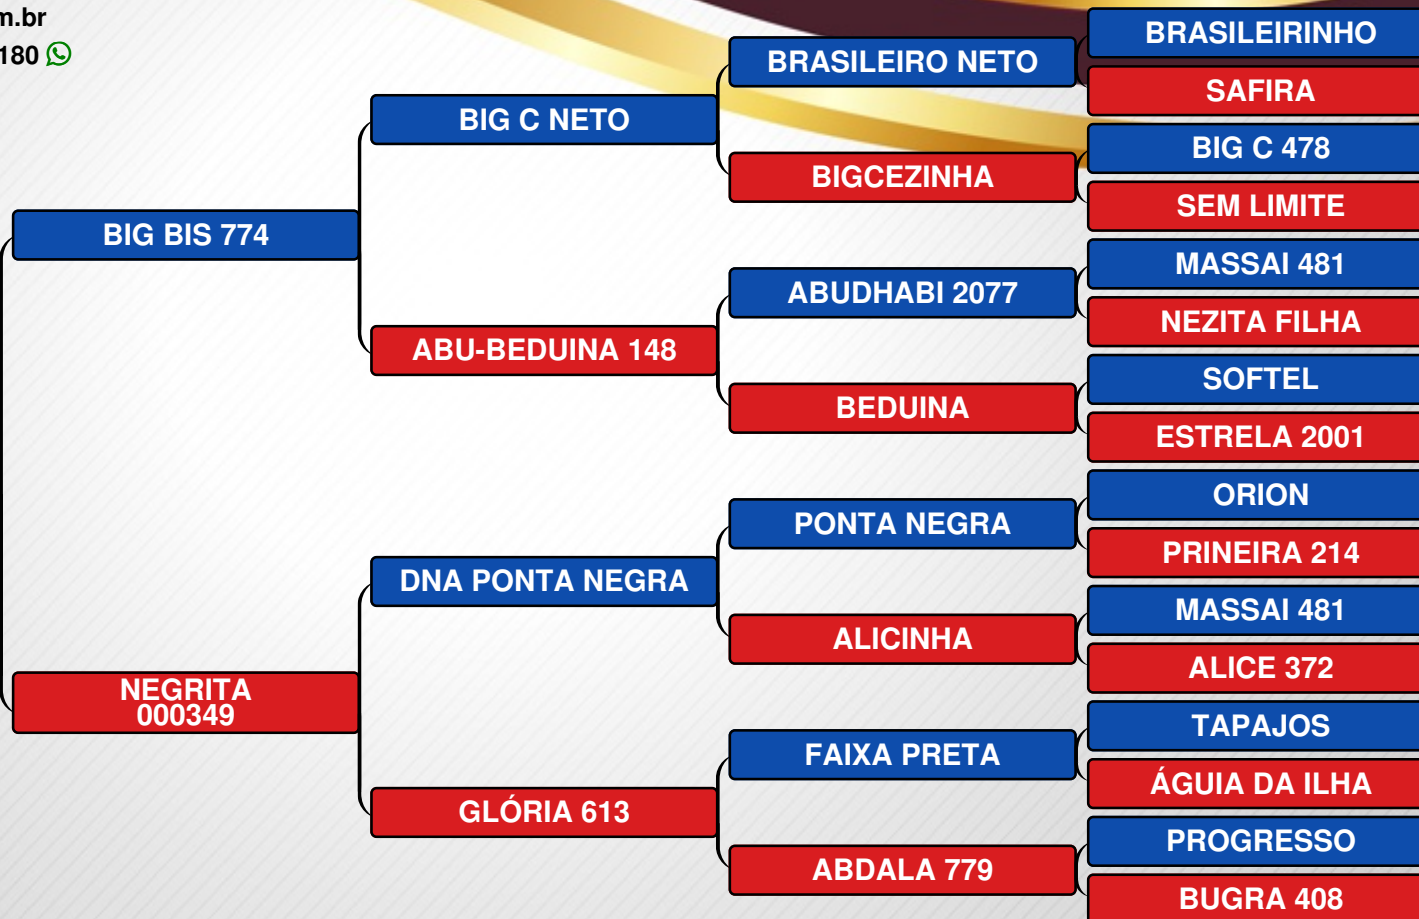 m.br
180
BRASILEIRINHO
BRASILEIRO NETO
SAFIRA
BIG C NETO
BIG C 478
BIGCEZINHA
SEM LIMITE
BIG BIS 774
MASSAI 481
ABUDHABI 2077
NEZITA FILHA
ABU-BEDUINA 148
SOFTEL
BEDUINA
ESTRELA 2001
ORION
PONTA NEGRA
PRINEIRA 214
DNA PONTA NEGRA
MASSAI 481
ALICINHA
ALICE 372
NEGRITA
000349
TAPAJOS
FAIXA PRETA
ÁGUIA DA ILHA
GLÓRIA 613
PROGRESSO
ABDALA 779
BUGRA 408